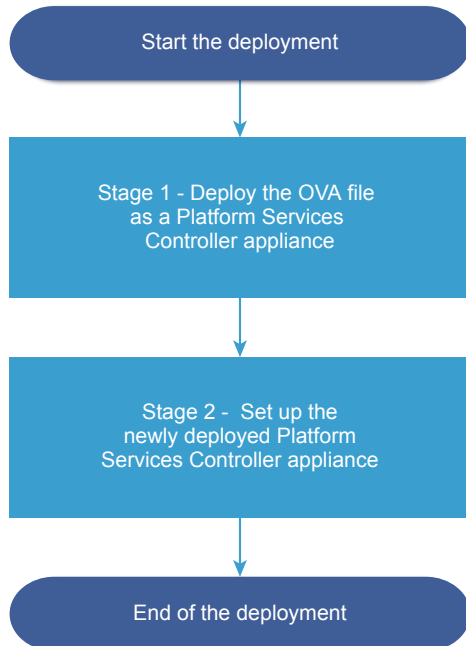 Start the deployment
Stage 1 - Deploy the OVA file
as a Platform Services
Controller appliance
Stage 2 - Set up the
newly deployed Platform
Services Controller appliance
End of the deployment